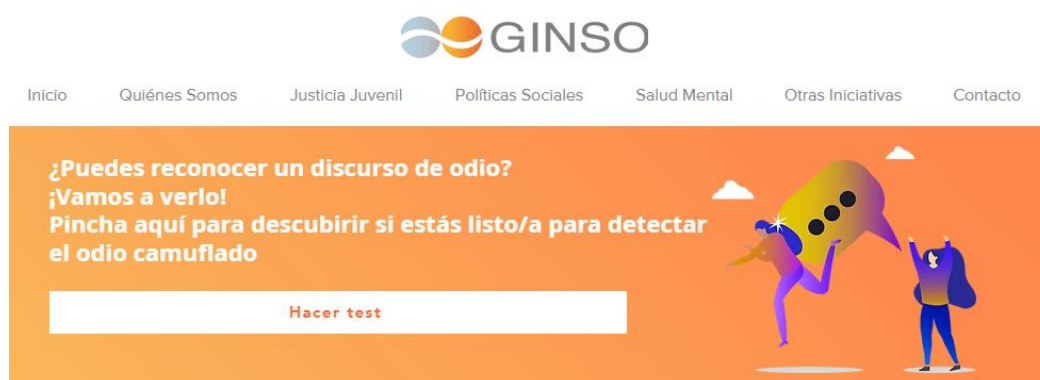 GINSO
Inicio Quiénes Somos Justicia Juvenil Políticas Sociales Salud Mental Otras Iniciativas Contacto
¿Puedes reconocer un discurso de odio?
¡Vamos a verlo!
Pincha aquí para descubirir si estás listo/a para detectar
el odio camuflado
Hacer test